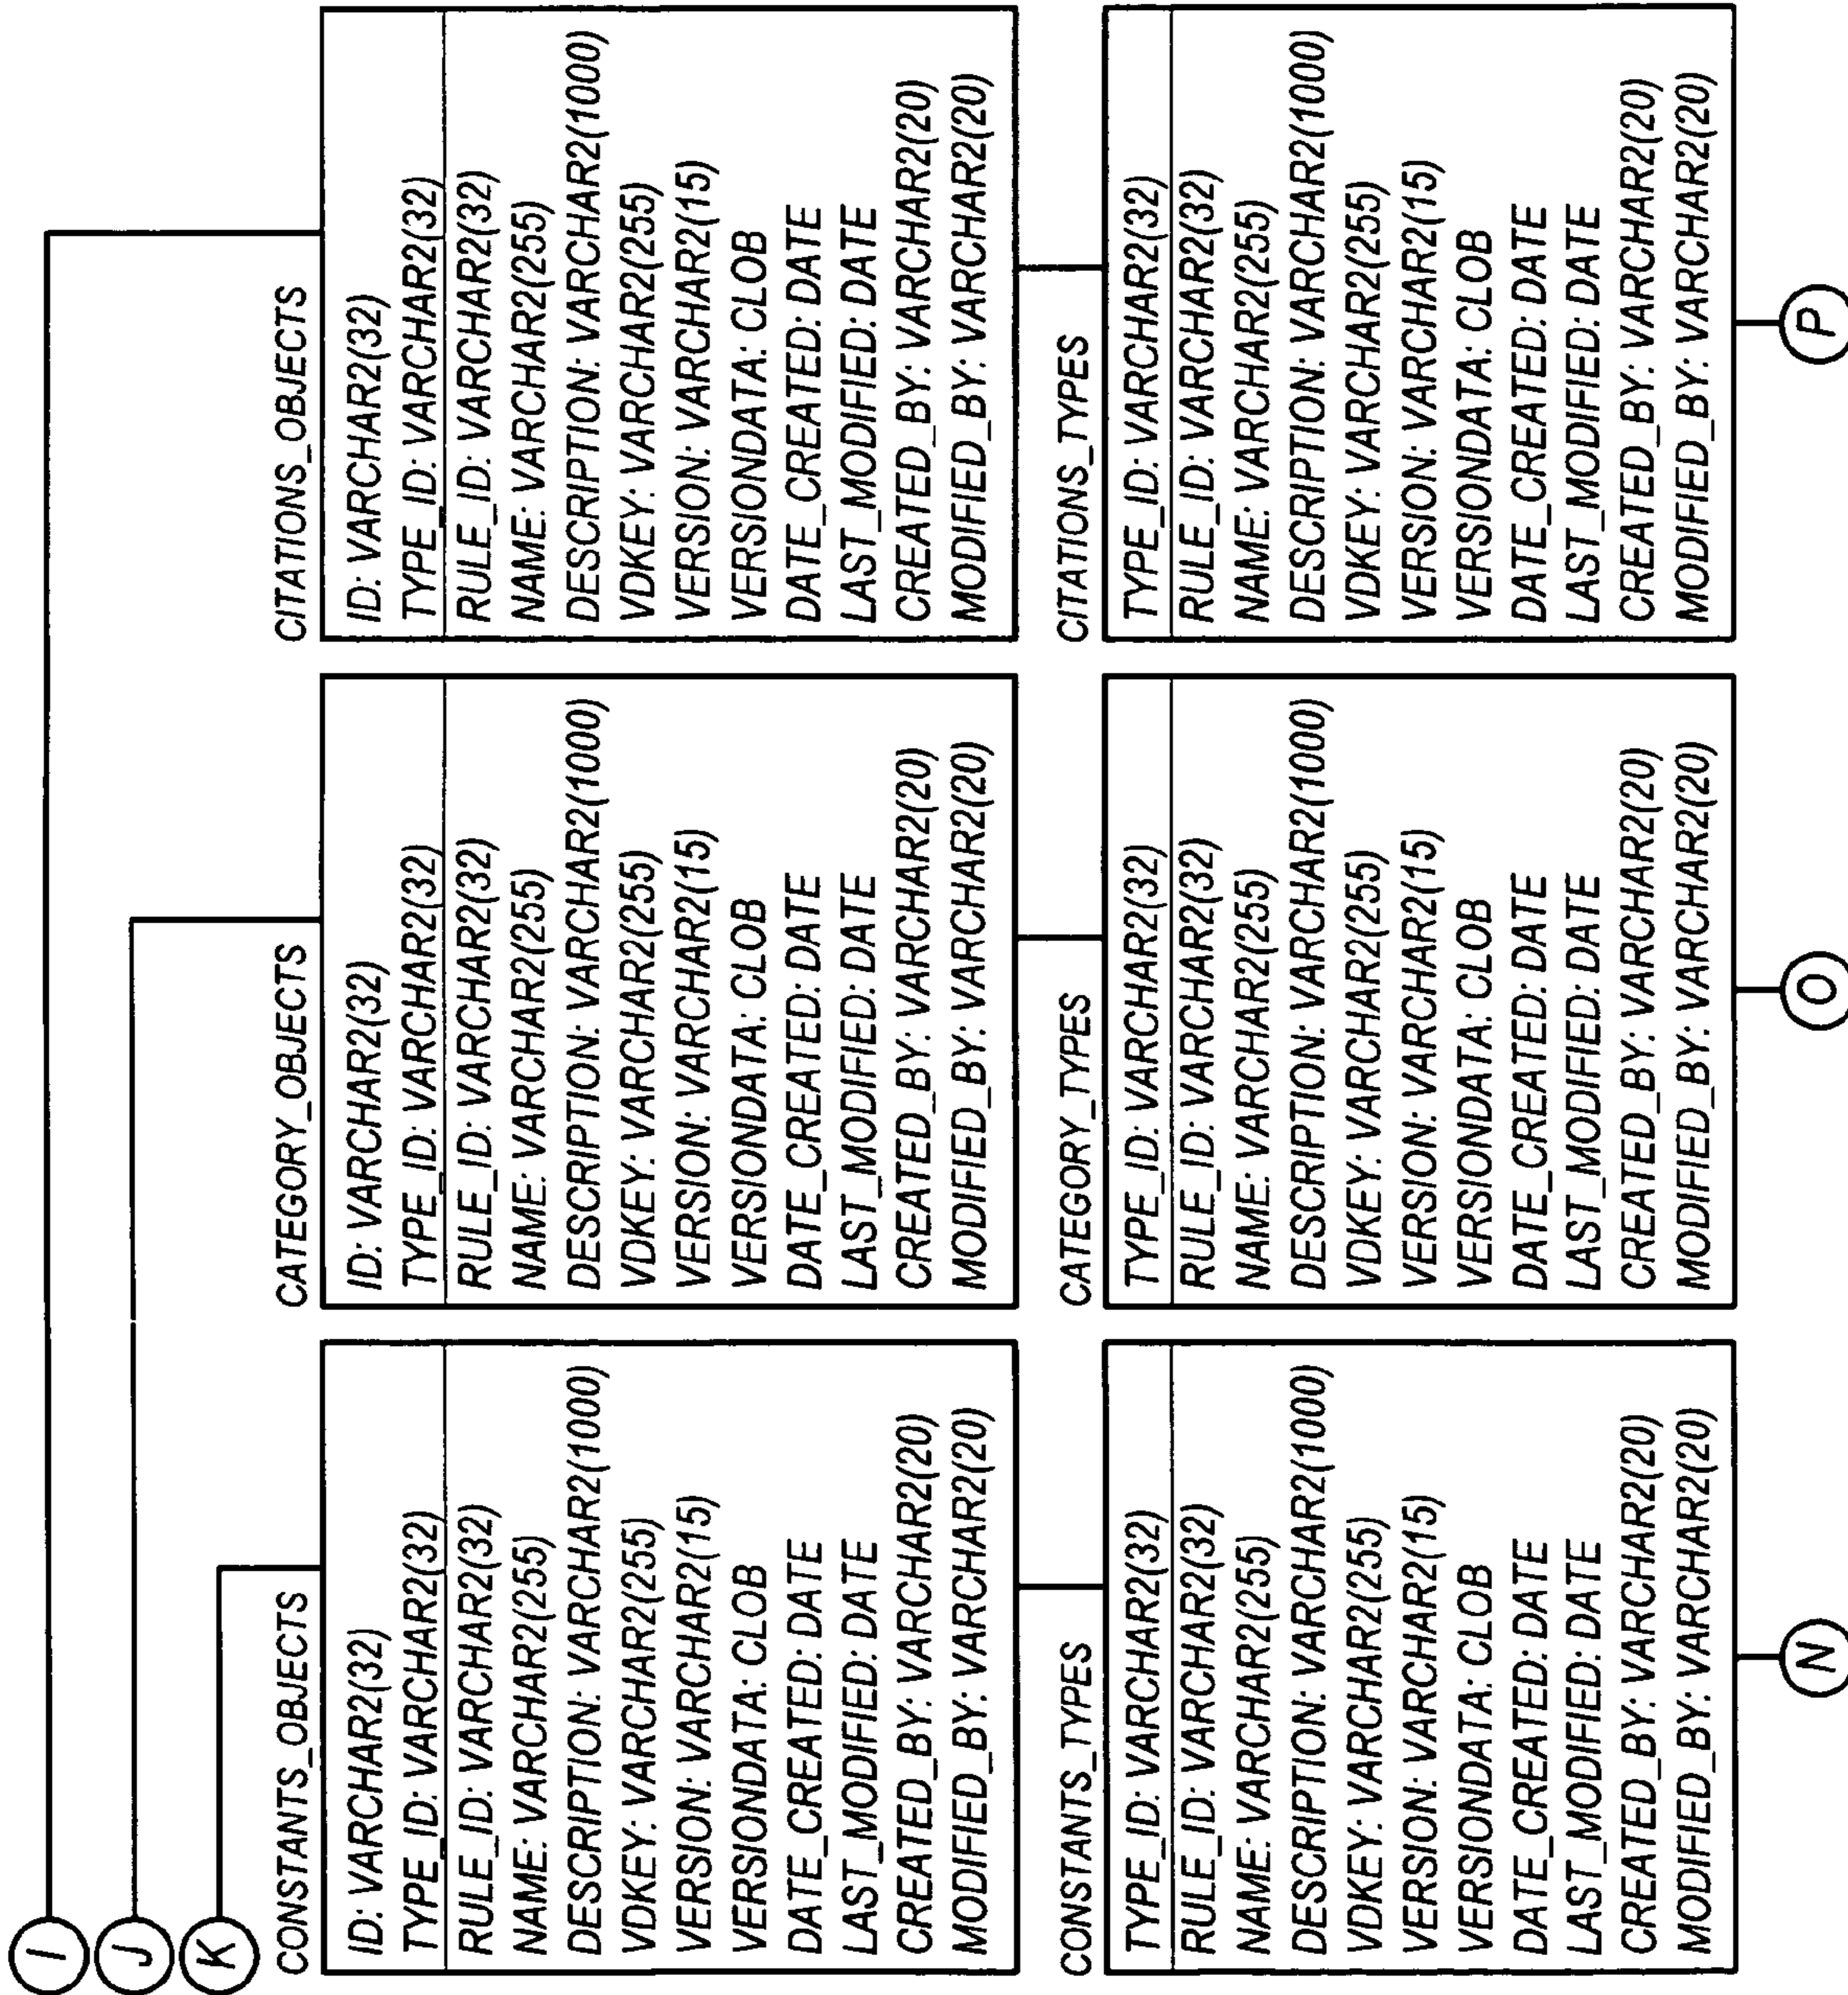 I
J
K
CONSTANTS_OBJECTS
ID: VARCHAR2(32)
TYPE_ID: VARCHAR2(32)
RULE_ID: VARCHAR2(32)
NAME: VARCHAR2(255)
DESCRIPTION: VARCHAR2(1000)
VDKEY: VARCHAR2(255)
VERSION: VARCHAR2(15)
VERSIONDATA: CLOB
DATE_CREATED: DATE
LAST_MODIFIED: DATE
CREATED_BY: VARCHAR2(20)
MODIFIED_BY: VARCHAR2(20)
CATEGORY_OBJECTS
ID: VARCHAR2(32)
TYPE_ID: VARCHAR2(32)
RULE_ID: VARCHAR2(32)
NAME: VARCHAR2(255)
DESCRIPTION: VARCHAR2(1000)
VDKEY: VARCHAR2(255)
VERSION: VARCHAR2(15)
VERSIONDATA: CLOB
DATE_CREATED: DATE
LAST_MODIFIED: DATE
CREATED_BY: VARCHAR2(20)
MODIFIED_BY: VARCHAR2(20)
CITATIONS_OBJECTS
ID: VARCHAR2(32)
TYPE_ID: VARCHAR2(32)
RULE_ID: VARCHAR2(32)
NAME: VARCHAR2(255)
DESCRIPTION: VARCHAR2(1000)
VDKEY: VARCHAR2(255)
VERSION: VARCHAR2(15)
VERSIONDATA: CLOB
DATE_CREATED: DATE
LAST_MODIFIED: DATE
CREATED_BY: VARCHAR2(20)
MODIFIED_BY: VARCHAR2(20)
CONSTANTS_TYPES
TYPE_ID: VARCHAR2(32)
RULE_ID: VARCHAR2(32)
NAME: VARCHAR2(255)
DESCRIPTION: VARCHAR2(1000)
VDKEY: VARCHAR2(255)
VERSION: VARCHAR2(15)
VERSIONDATA: CLOB
DATE_CREATED: DATE
LAST_MODIFIED: DATE
CREATED_BY: VARCHAR2(20)
MODIFIED_BY: VARCHAR2(20)
CATEGORY_TYPES
TYPE_ID: VARCHAR2(32)
RULE_ID: VARCHAR2(32)
NAME: VARCHAR2(255)
DESCRIPTION: VARCHAR2(1000)
VDKEY: VARCHAR2(255)
VERSION: VARCHAR2(15)
VERSIONDATA: CLOB
DATE_CREATED: DATE
LAST_MODIFIED: DATE
CREATED_BY: VARCHAR2(20)
MODIFIED_BY: VARCHAR2(20)
CITATIONS_TYPES
TYPE_ID: VARCHAR2(32)
RULE_ID: VARCHAR2(32)
NAME: VARCHAR2(255)
DESCRIPTION: VARCHAR2(1000)
VDKEY: VARCHAR2(255)
VERSION: VARCHAR2(15)
VERSIONDATA: CLOB
DATE_CREATED: DATE
LAST_MODIFIED: DATE
CREATED_BY: VARCHAR2(20)
MODIFIED_BY: VARCHAR2(20)
N
O
P